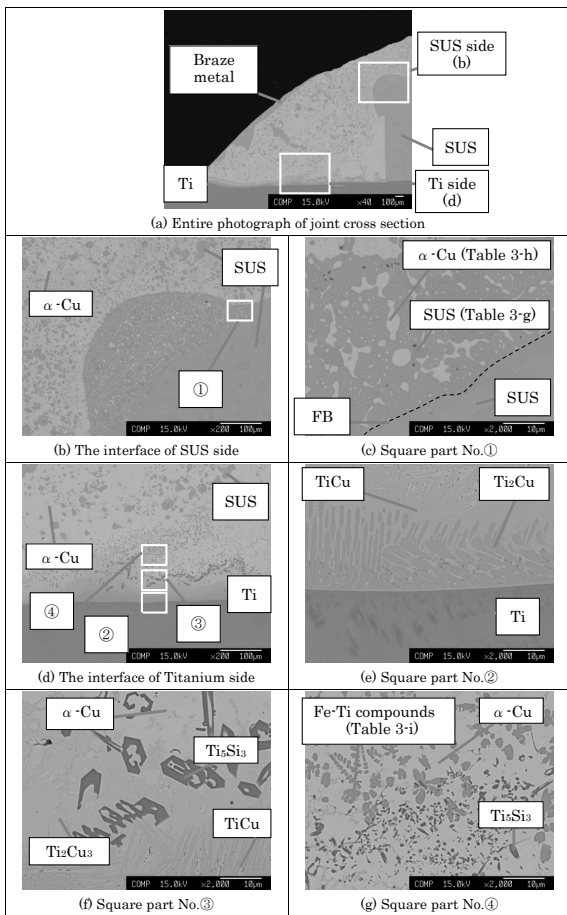 Braze
metal
SUS side
(b)
SUS
Ti
Ti side
(d)
COMP 15.0kV ×40 100μm
(a) Entire photograph of joint cross section
SUS
α-Cu
①
COMP 15.0kV ×200 100μm
(b) The interface of SUS side
α-Cu (Table 3-h)
SUS (Table 3-g)
SUS
FB
COMP 15.0kV ×2,000 10μm
(c) Square part No.①
SUS
α-Cu
Ti
④
②
③
COMP 15.0kV ×200 100μm
(d) The interface of Titanium side
TiCu
Ti₂Cu
Ti
COMP 15.0kV ×2,000 10μm
(e) Square part No.②
α-Cu
Ti₅Si₃
Ti₂Cu₃
TiCu
COMP 15.0kV ×2,000 10μm
(f) Square part No.③
Fe-Ti compounds
(Table 3-i)
α-Cu
Ti₅Si₃
COMP 15.0kV ×2,000 10μm
(g) Square part No.④